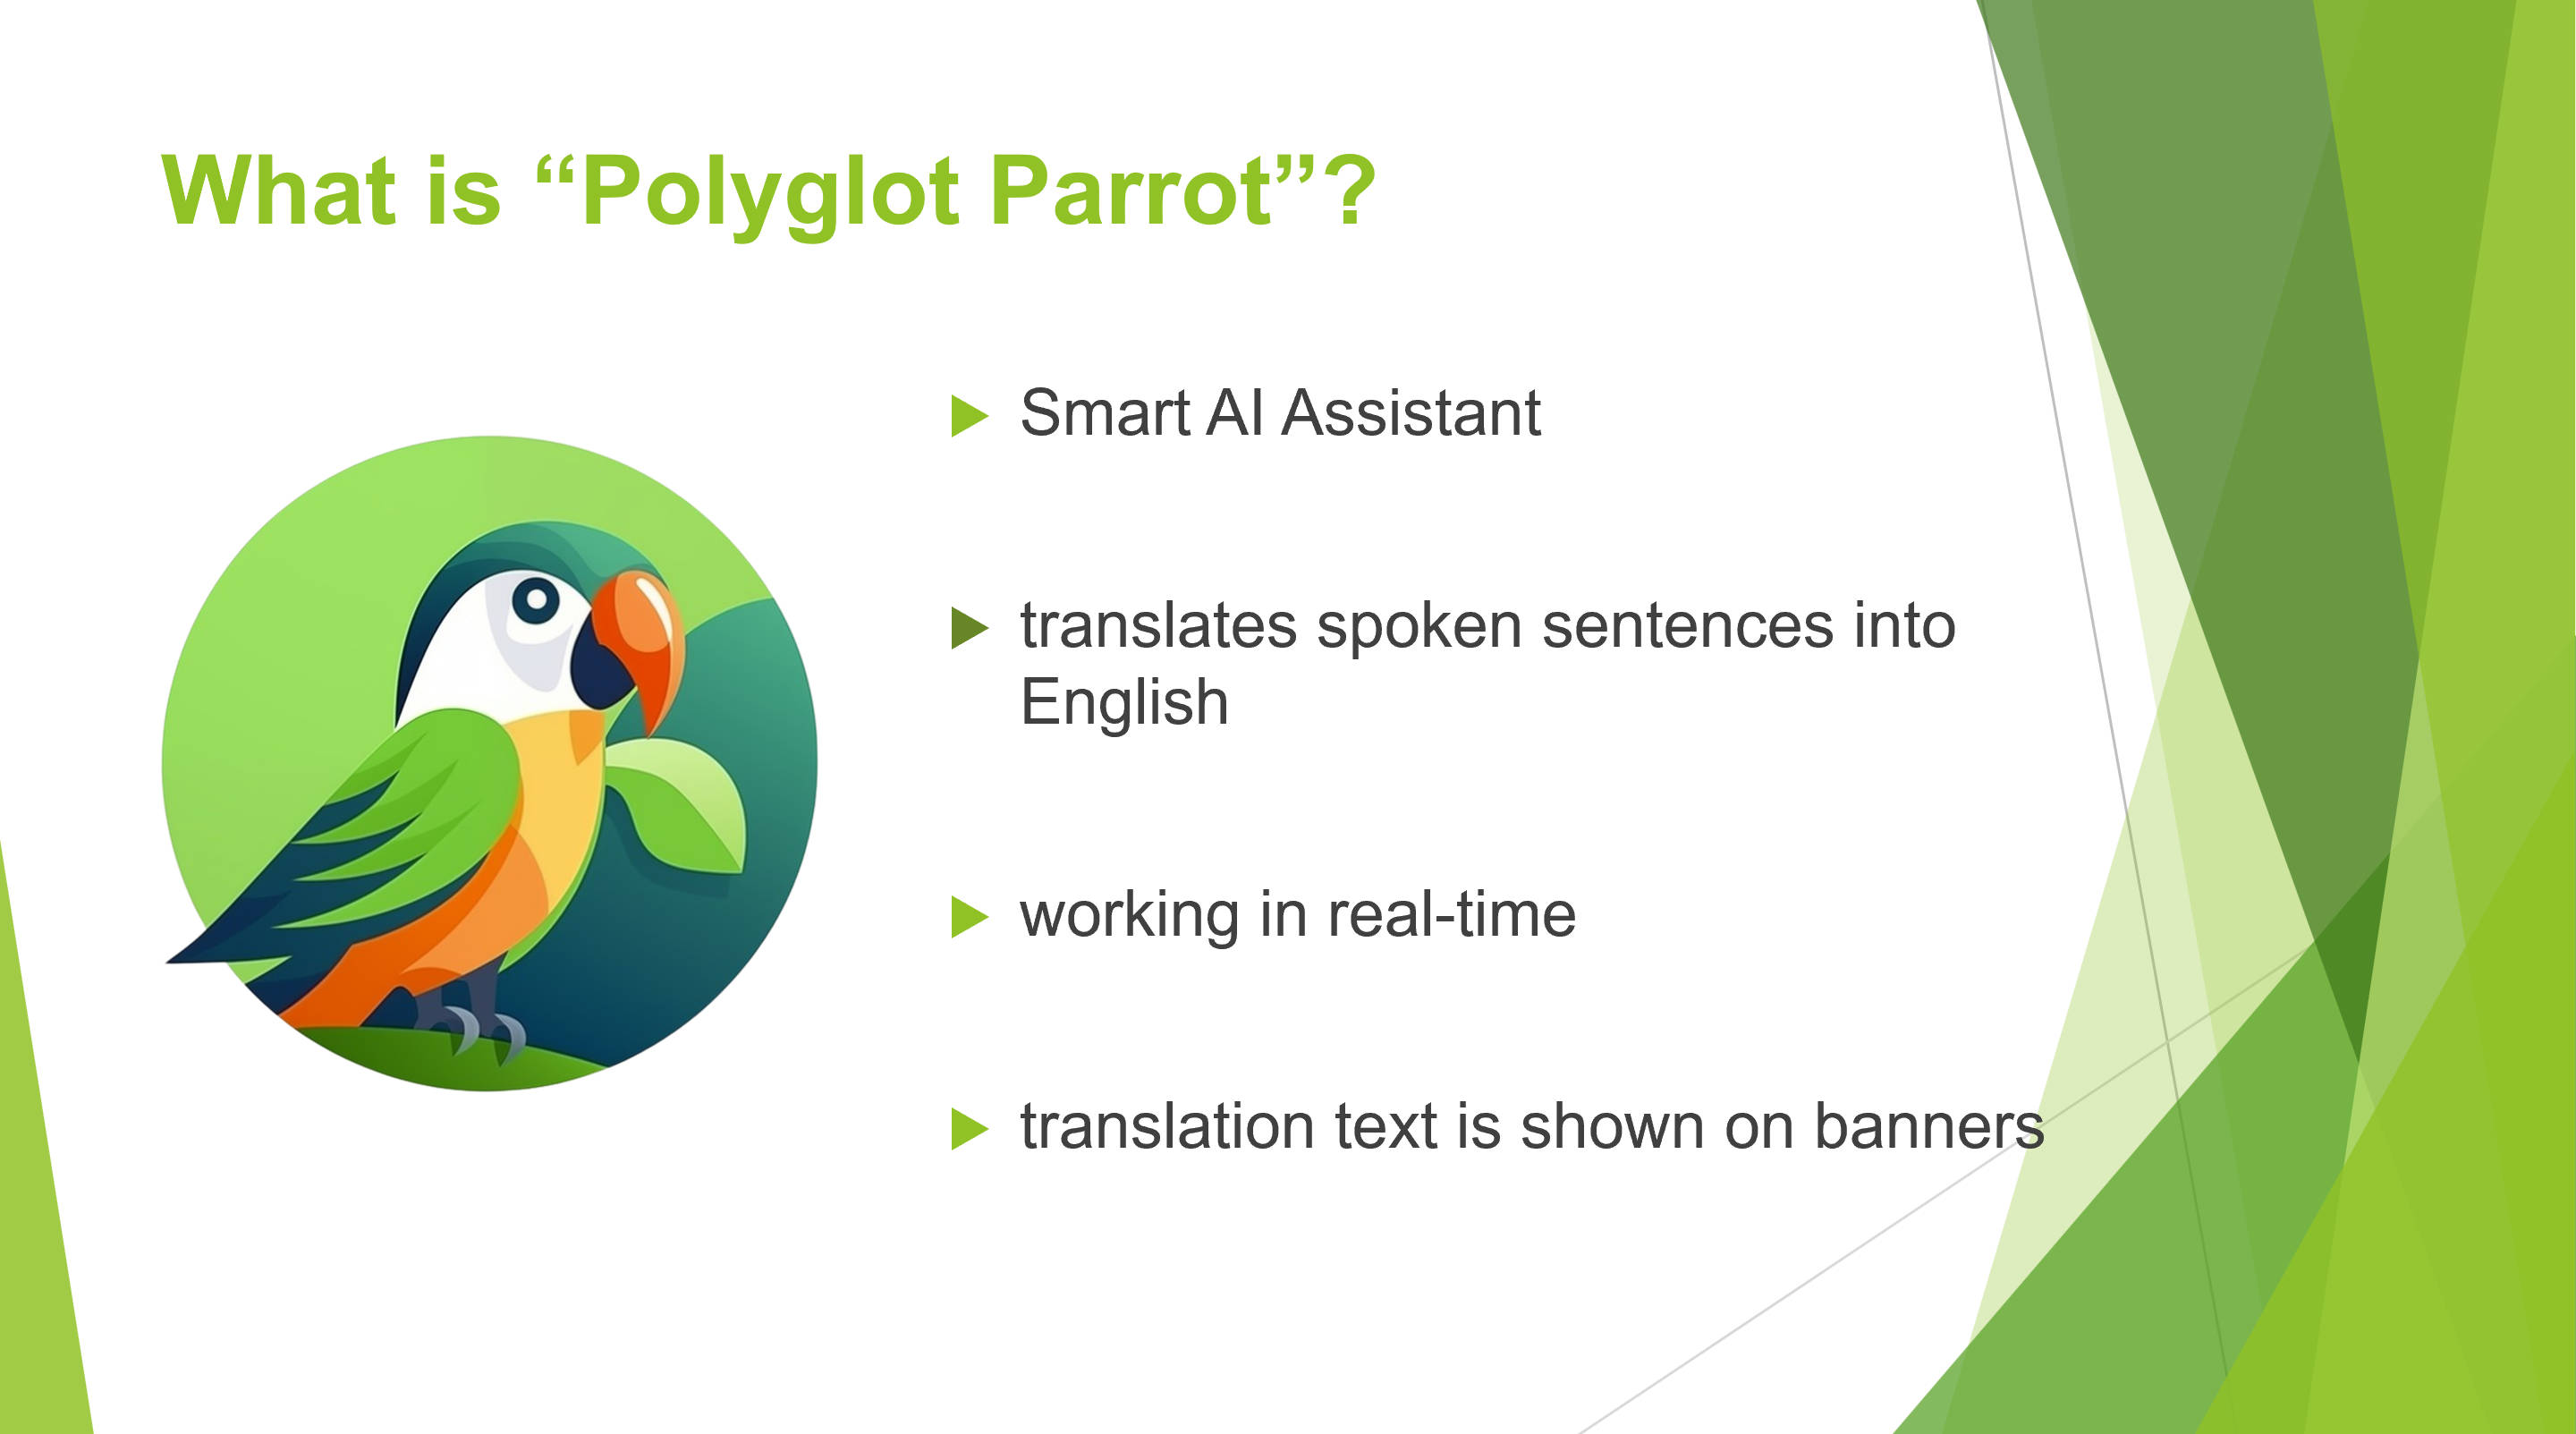 What is “Polyglot Parrot”?
Smart AI Assistant
translates spoken sentences into
English
working in real-time
translation text is shown on banners